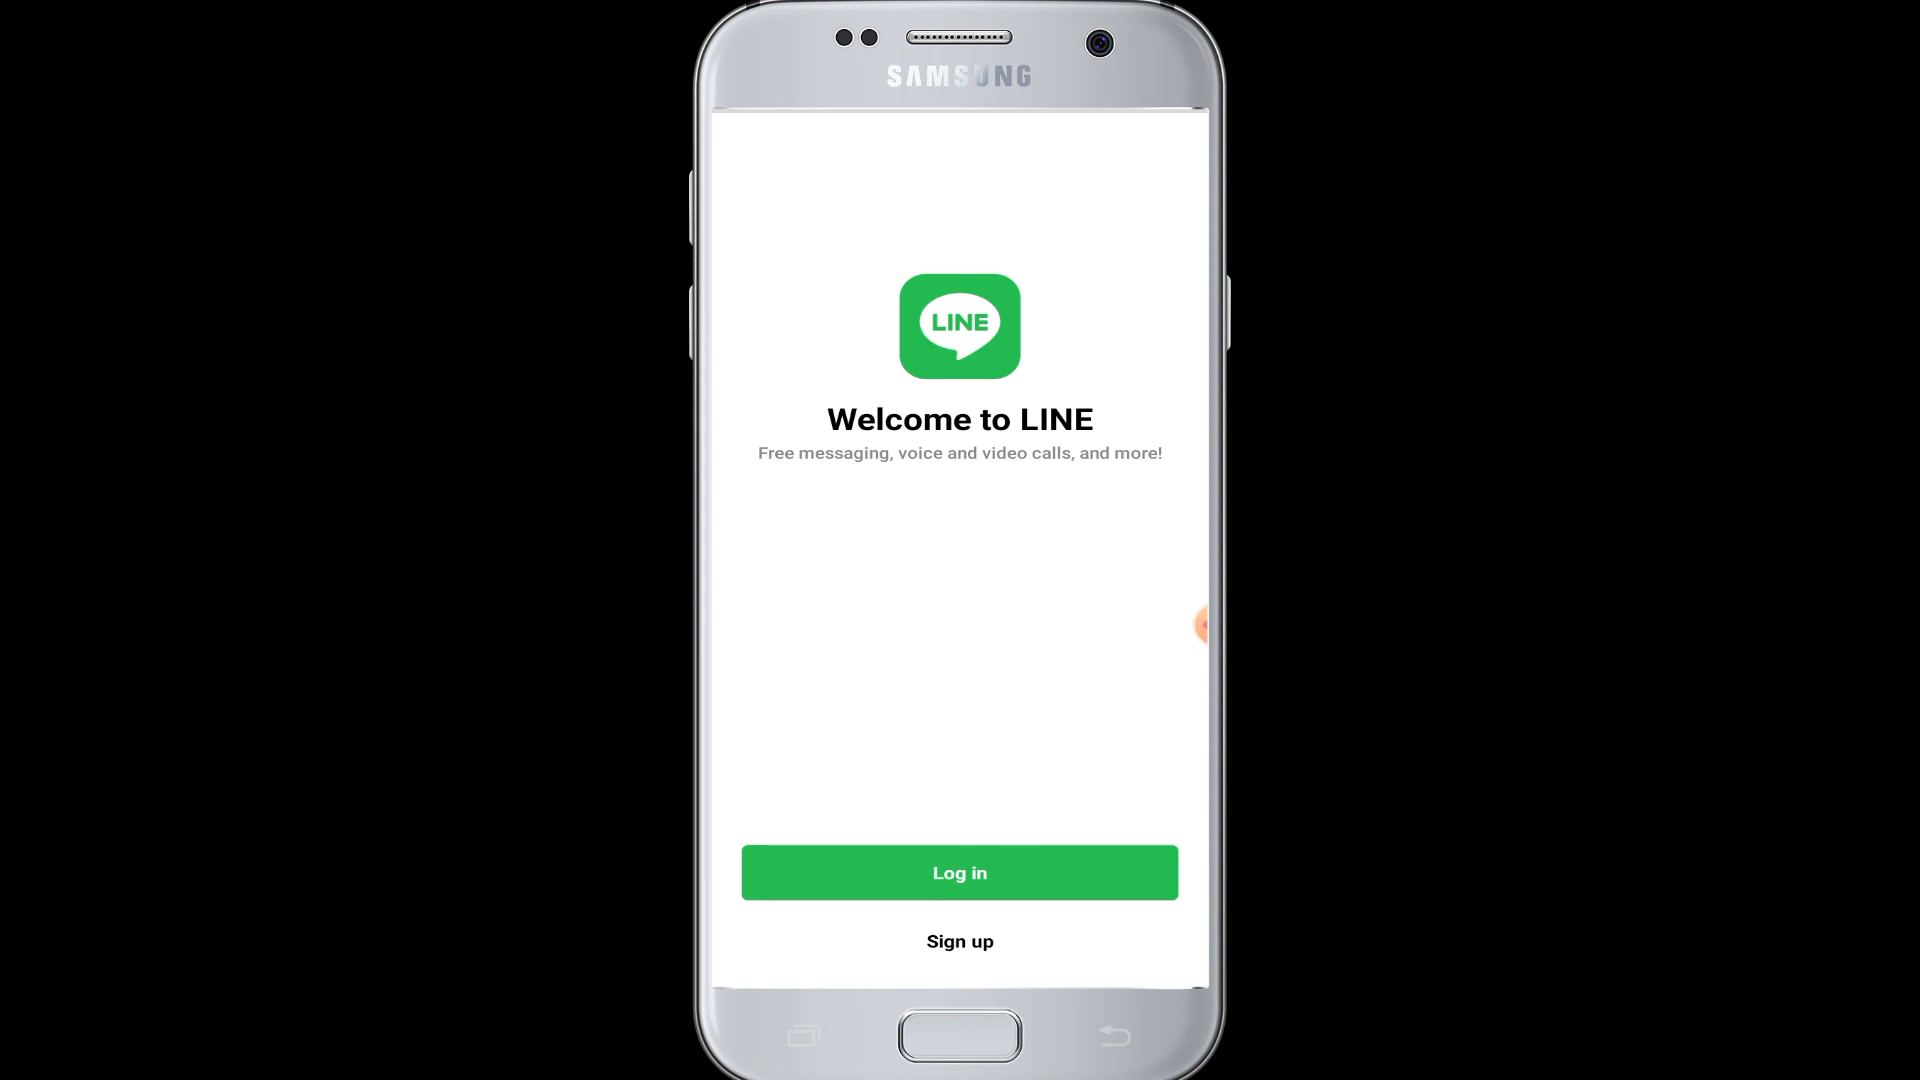 SAMSUNG
LINE
Welcome to LINE
Free messaging, voice and video calls, and more!
Log in
Sign up